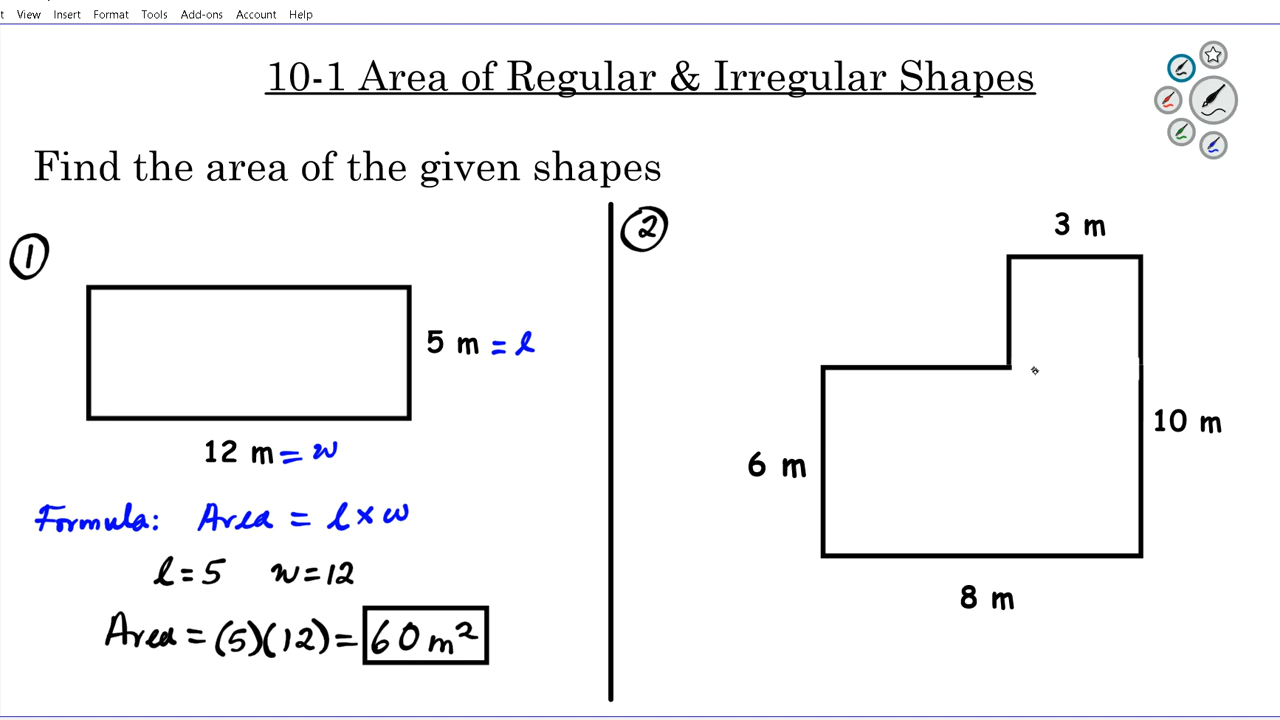 t View Insert Format Tools Add-ons Account Help
10-1 Area of Regular & Irregular Shapes
Find the area of the given shapes
1
5 m = l
12 m = w
Formula: Area = l × w
l = 5 w = 12
Area = (5)(12) = 60 m²
2
3 m
10 m
6 m
8 m